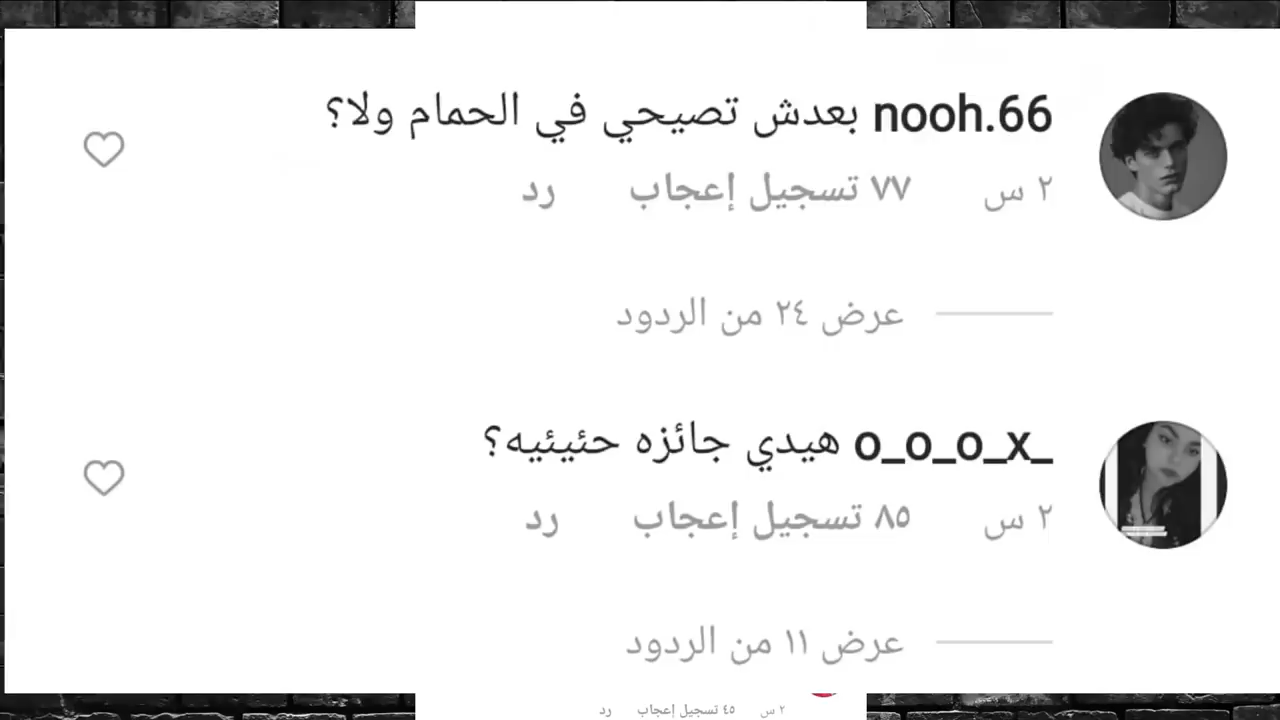 nooh.66 بعدش تصيحي في الحمام ولا؟
٢ س ٧٧ تسجيل إعجاب رد
عرض ٢٤ من الردود
o_o_o_x_ هيدي جائزه حئيئيه؟
٢ س ٨٥ تسجيل إعجاب رد
عرض ١١ من الردود
٢ س ٤٥ تسجيل إعجاب رد